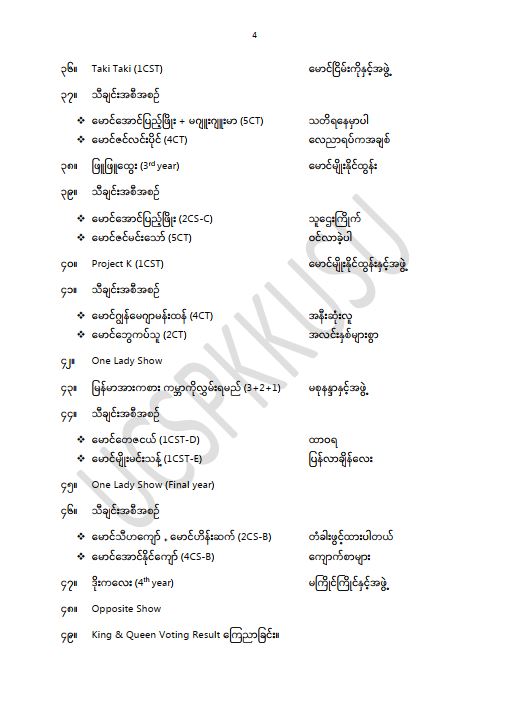 4
၃၆။ Taki Taki (1CST) မောင်ငြိမ်းကိုနှင့်အဖွဲ့
၃၇။ သီချင်းအစီအစဉ်
❖ မောင်အောင်ပြည့်ဖြိုး + မဂျူးဂျူးမာ (5CT) သတိရနေမှာပါ
❖ မောင်ဇင်လင်းပိုင် (4CT) လေညာရပ်ကအချစ်
၃၈။ ဖြူဖြူထွေး (3rd year) မောင်မျိုးနိုင်ထွန်း
၃၉။ သီချင်းအစီအစဉ်
❖ မောင်အောင်ပြည့်ဖြိုး (2CS-C) သူဌေးကြိုက်
❖ မောင်ဇင်မင်းသော် (5CT) ဝင်လာခဲ့ပါ
၄၀။ Project K (1CST) မောင်မျိုးနိုင်ထွန်းနှင့်အဖွဲ့
၄၁။ သီချင်းအစီအစဉ်
❖ မောင်ဂျွန်မေဂျာမန်းထန် (4CT) အနီးဆုံးလူ
❖ မောင်ဘွေကပ်သူ (2CT) အလင်းနှစ်များစွာ
၄၂။ One Lady Show
၄၃။ မြန်မာအားကစား ကမ္ဘာကိုလွှမ်းရမည် (3+2+1) မစုနန္ဒာနှင့်အဖွဲ့
၄၄။ သီချင်းအစီအစဉ်
❖ မောင်တေဇငယ် (1CST-D) ထာဝရ
❖ မောင်မျိုးမင်းသန့် (1CST-E) ပြန်လာချိန်လေး
၄၅။ One Lady Show (Final year)
၄၆။ သီချင်းအစီအစဉ်
❖ မောင်သီဟကျော် , မောင်ဟိန်းဆက် (2CS-B) တံခါးဖွင့်ထားပါတယ်
❖ မောင်အောင်နိုင်ကျော် (4CS-B) ကျောက်စာများ
၄၇။ ဒိုးကလေး (4th year) မကြိုင်ကြိုင်နှင့်အဖွဲ့
၄၈။ Opposite Show
၄၉။ King & Queen Voting Result ကြေညာခြင်း။
UCSPKKUSU